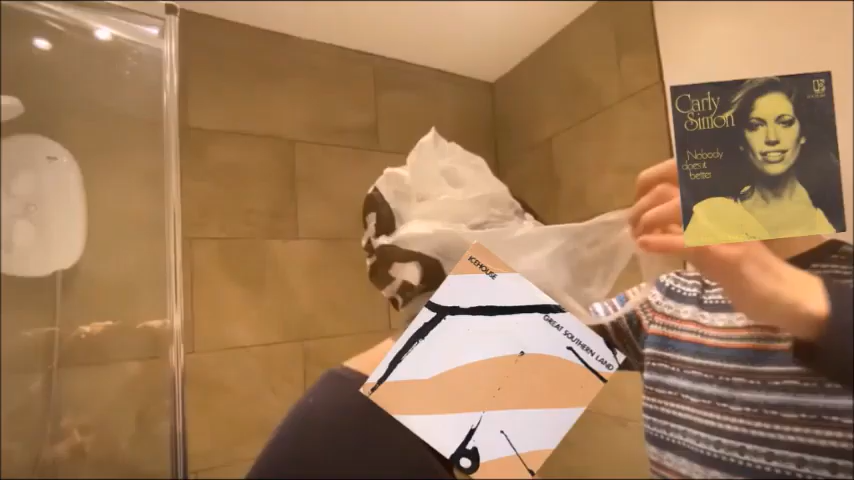 Carly
Simon
Nobody
does it
better
ICEHOUSE
GREAT SOUTHERN LAND